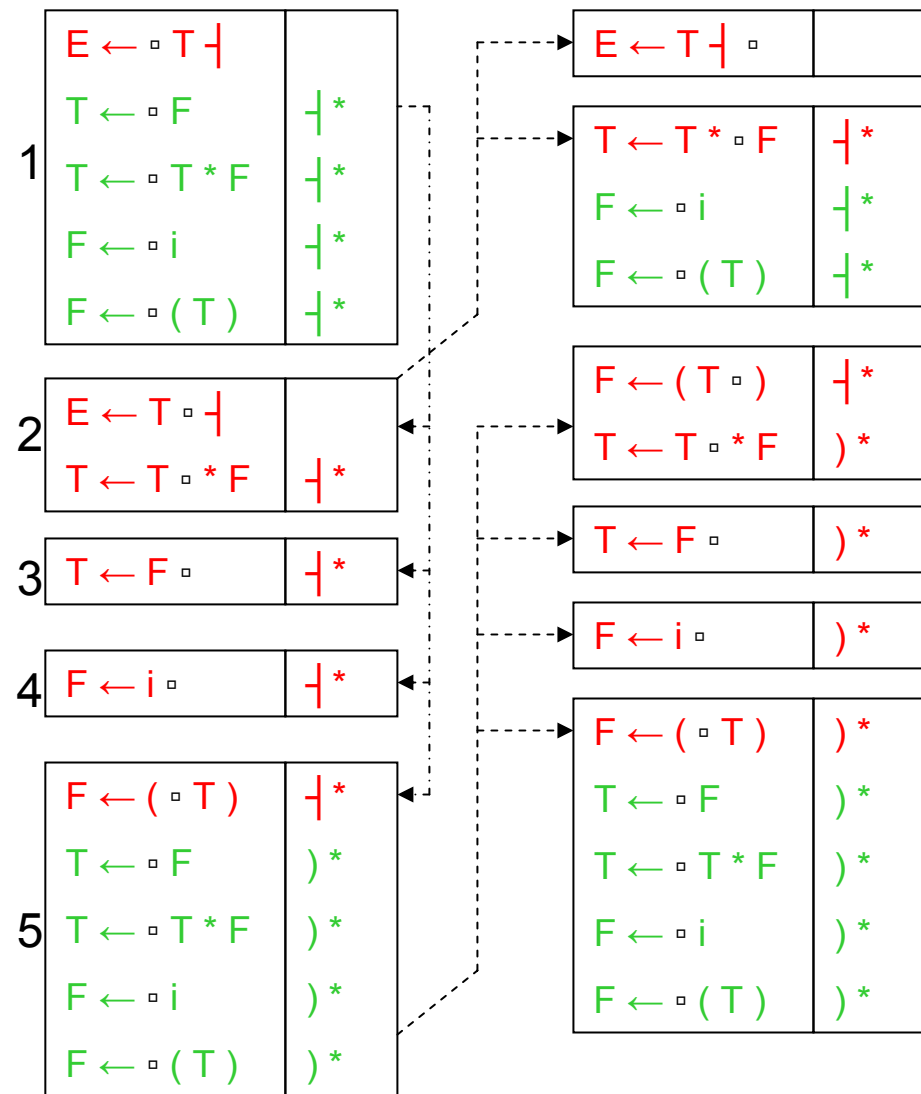 1
E ← ▫ T ┤
T ← ▫ F ┤*
T ← ▫ T * F ┤*
F ← ▫ i ┤*
F ← ▫ ( T ) ┤*
2
E ← T ▫ ┤
T ← T ▫ * F ┤*
3
T ← F ▫ ┤*
4
F ← i ▫ ┤*
5
F ← ( ▫ T ) ┤*
T ← ▫ F ) *
T ← ▫ T * F ) *
F ← ▫ i ) *
F ← ▫ ( T ) ) *
E ← T ┤ ▫
T ← T * ▫ F ┤*
F ← ▫ i ┤*
F ← ▫ ( T ) ┤*
F ← ( T ▫ ) ┤*
T ← T ▫ * F ) *
T ← F ▫ ) *
F ← i ▫ ) *
F ← ( ▫ T ) ) *
T ← ▫ F ) *
T ← ▫ T * F ) *
F ← ▫ i ) *
F ← ▫ ( T ) ) *